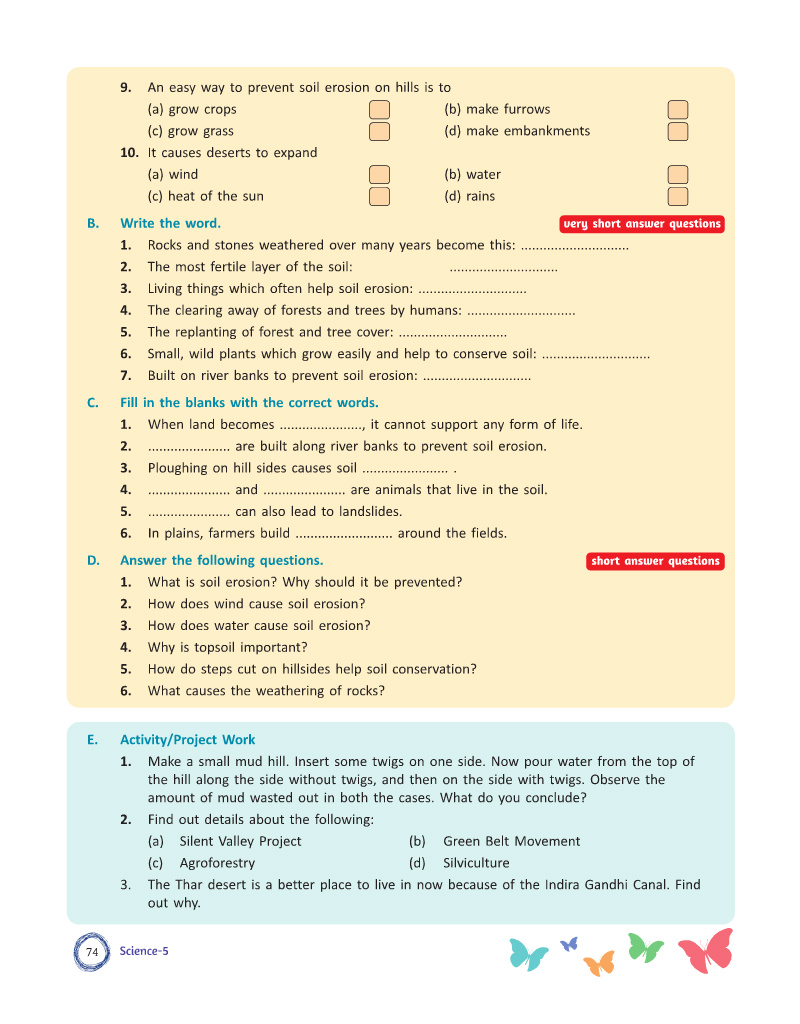 9. An easy way to prevent soil erosion on hills is to
(a) grow crops (b) make furrows
(c) grow grass (d) make embankments
10. It causes deserts to expand
(a) wind (b) water
(c) heat of the sun (d) rains
B. Write the word. very short answer questions
1. Rocks and stones weathered over many years become this: ...........................
2. The most fertile layer of the soil: ...........................
3. Living things which often help soil erosion: ...........................
4. The clearing away of forests and trees by humans: ...........................
5. The replanting of forest and tree cover: ...........................
6. Small, wild plants which grow easily and help to conserve soil: ...........................
7. Built on river banks to prevent soil erosion: ...........................
C. Fill in the blanks with the correct words.
1. When land becomes ....................., it cannot support any form of life.
2. ..................... are built along river banks to prevent soil erosion.
3. Ploughing on hill sides causes soil ...................... .
4. ..................... and ..................... are animals that live in the soil.
5. ..................... can also lead to landslides.
6. In plains, farmers build ......................... around the fields.
D. Answer the following questions. short answer questions
1. What is soil erosion? Why should it be prevented?
2. How does wind cause soil erosion?
3. How does water cause soil erosion?
4. Why is topsoil important?
5. How do steps cut on hillsides help soil conservation?
6. What causes the weathering of rocks?
E. Activity/Project Work
1. Make a small mud hill. Insert some twigs on one side. Now pour water from the top of
the hill along the side without twigs, and then on the side with twigs. Observe the
amount of mud wasted out in both the cases. What do you conclude?
2. Find out details about the following:
(a) Silent Valley Project (b) Green Belt Movement
(c) Agroforestry (d) Silviculture
3. The Thar desert is a better place to live in now because of the Indira Gandhi Canal. Find
out why.
74 Science-5